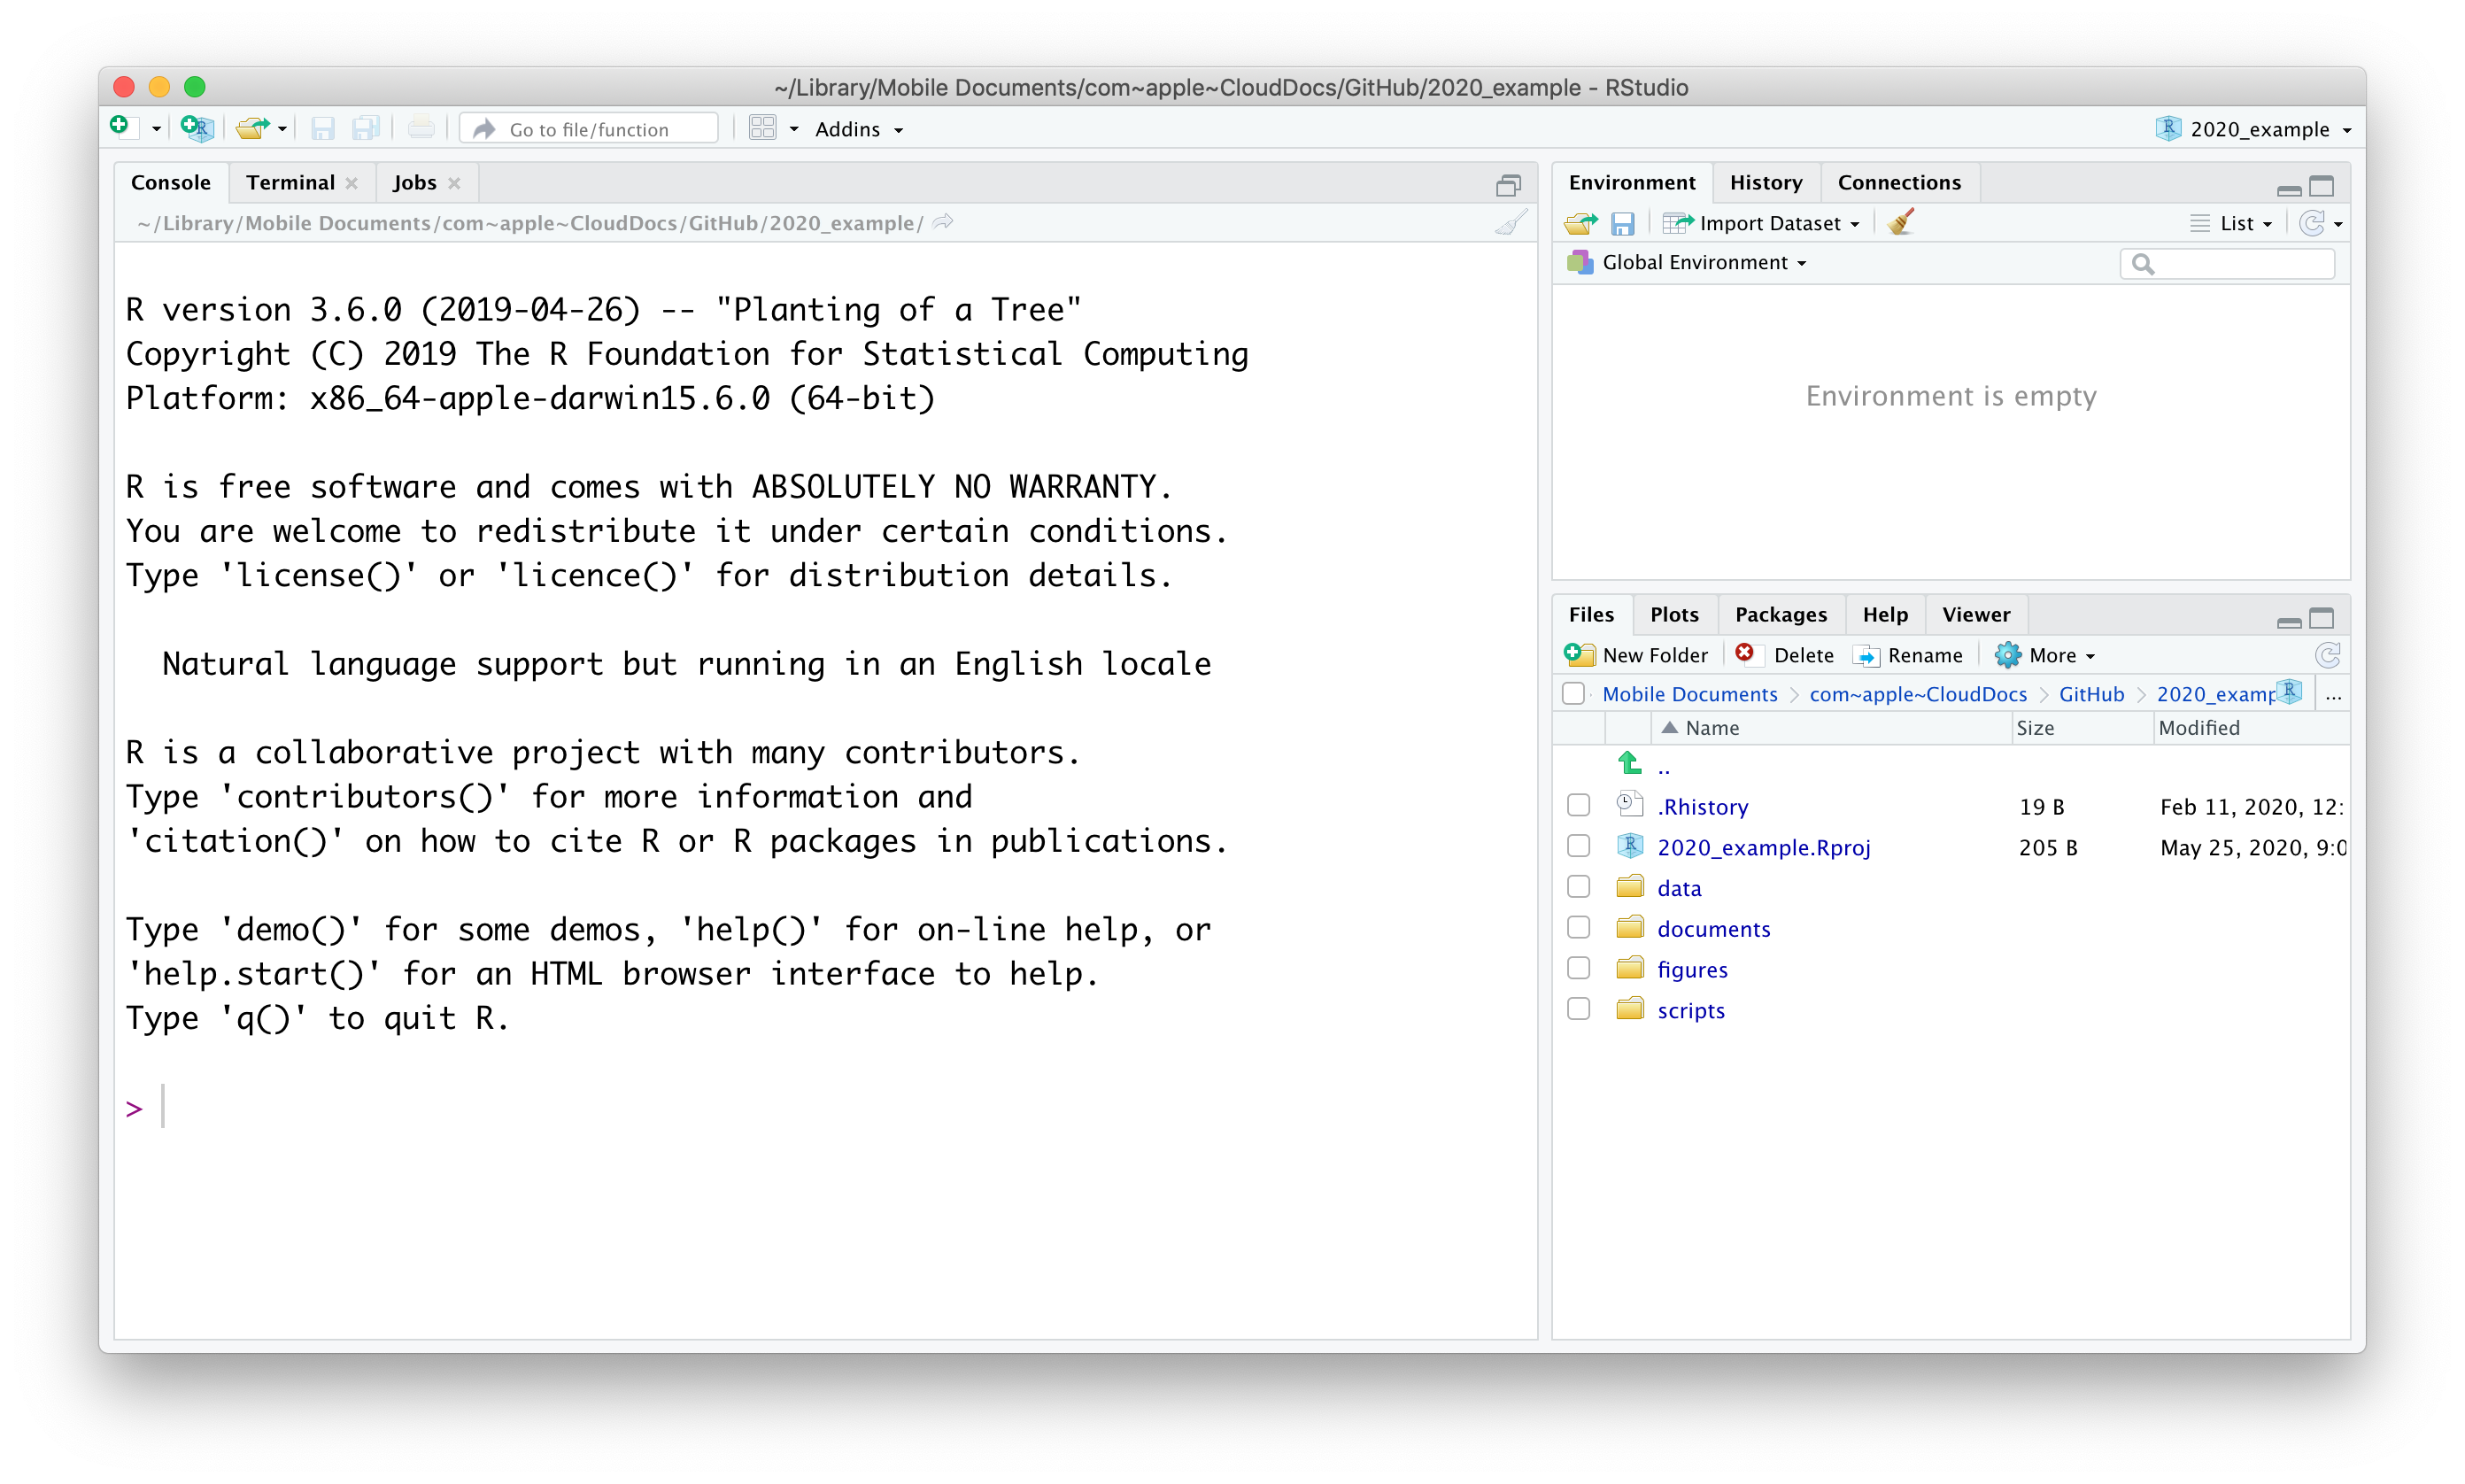 ~/Library/Mobile Documents/com~apple~CloudDocs/GitHub/2020_example - RStudio
Go to file/function
Addins
2020_example
Console Terminal Jobs
~/Library/Mobile Documents/com~apple~CloudDocs/GitHub/2020_example/
R version 3.6.0 (2019-04-26) -- "Planting of a Tree"
Copyright (C) 2019 The R Foundation for Statistical Computing
Platform: x86_64-apple-darwin15.6.0 (64-bit)
R is free software and comes with ABSOLUTELY NO WARRANTY.
You are welcome to redistribute it under certain conditions.
Type 'license()' or 'licence()' for distribution details.
Natural language support but running in an English locale
R is a collaborative project with many contributors.
Type 'contributors()' for more information and
'citation()' on how to cite R or R packages in publications.
Type 'demo()' for some demos, 'help()' for on-line help, or
'help.start()' for an HTML browser interface to help.
Type 'q()' to quit R.
>
Environment History Connections
Import Dataset List
Global Environment
Environment is empty
Files Plots Packages Help Viewer
New Folder Delete Rename More
Mobile Documents com~apple~CloudDocs GitHub 2020_examp R ...
Name Size Modified
..
.Rhistory 19 B Feb 11, 2020, 12:
2020_example.Rproj 205 B May 25, 2020, 9:0
data
documents
figures
scripts